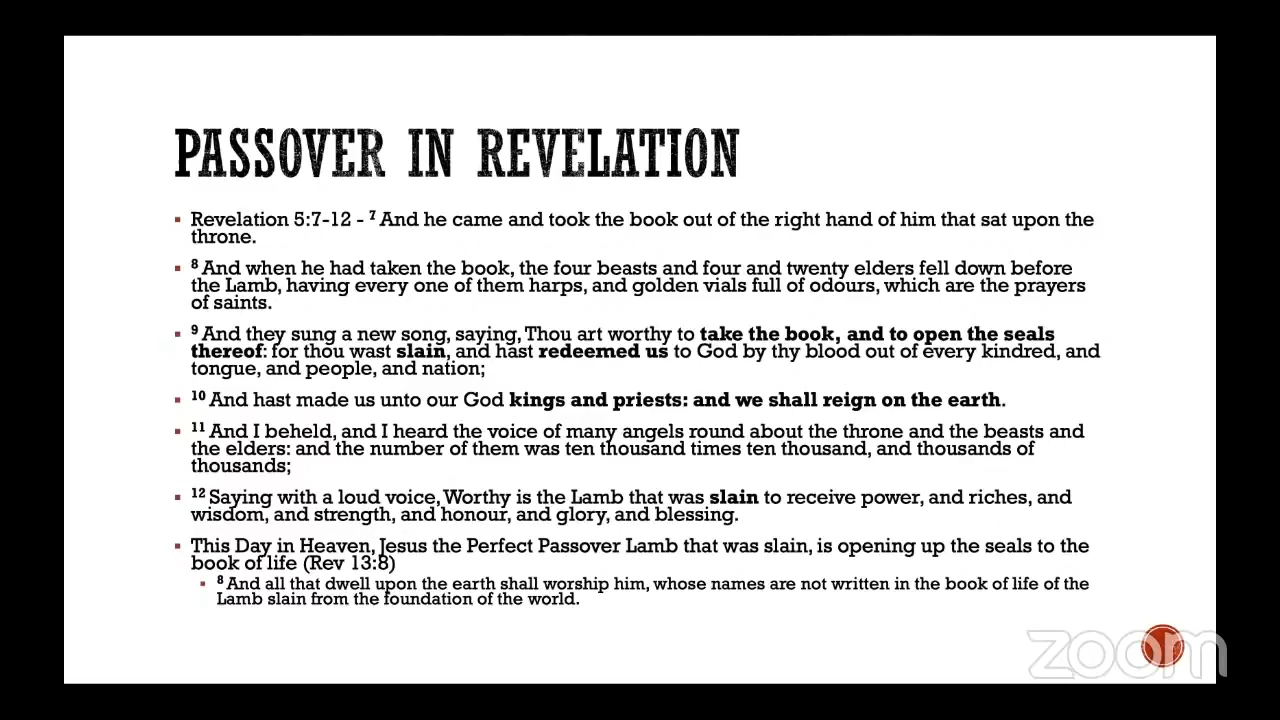 PASSOVER IN REVELATION
▪ Revelation 5:7-12 - ⁷ And he came and took the book out of the right hand of him that sat upon the
throne.
▪ ⁸ And when he had taken the book, the four beasts and four and twenty elders fell down before
the Lamb, having every one of them harps, and golden vials full of odours, which are the prayers
of saints.
▪ ⁹ And they sung a new song, saying, Thou art worthy to take the book, and to open the seals
thereof: for thou wast slain, and hast redeemed us to God by thy blood out of every kindred, and
tongue, and people, and nation;
▪ ¹⁰ And hast made us unto our God kings and priests: and we shall reign on the earth.
▪ ¹¹ And I beheld, and I heard the voice of many angels round about the throne and the beasts and
the elders: and the number of them was ten thousand times ten thousand, and thousands of
thousands;
▪ ¹² Saying with a loud voice, Worthy is the Lamb that was slain to receive power, and riches, and
wisdom, and strength, and honour, and glory, and blessing.
▪ This Day in Heaven, Jesus the Perfect Passover Lamb that was slain, is opening up the seals to the
book of life (Rev 13:8)
▪ ⁸ And all that dwell upon the earth shall worship him, whose names are not written in the book of life of the
Lamb slain from the foundation of the world.
zoom